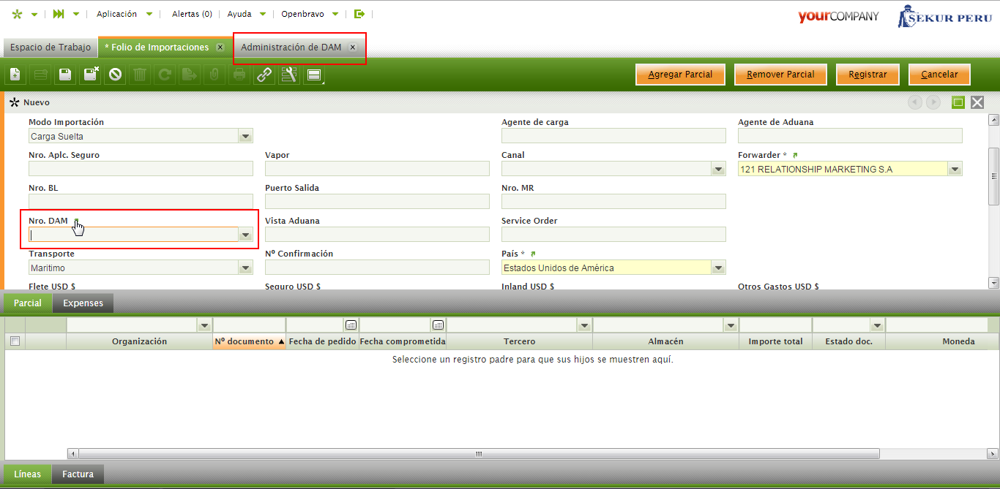 Aplicación Alertas (0) Ayuda Openbravo yourCOMPANY SEKUR PERU
Espacio de Trabajo * Folio de Importaciones x Administración de DAM x
Agregar Parcial Remover Parcial Registrar Cancelar
Nuevo
Modo Importación Agente de carga Agente de Aduana
Carga Suelta
Nro. Aplc. Seguro Vapor Canal Forwarder *
121 RELATIONSHIP MARKETING S.A
Nro. BL Puerto Salida Nro. MR
Nro. DAM Vista Aduana Service Order
Transporte Nº Confirmación País *
Maritimo Estados Unidos de América
Flete USD $ Seguro USD $ Inland USD $ Otros Gastos USD $
Parcial Expenses
Organización Nº documento Fecha de pedido Fecha comprometida Tercero Almacén Importe total Estado doc. Moneda
Seleccione un registro padre para que sus hijos se muestren aquí.
Líneas Factura